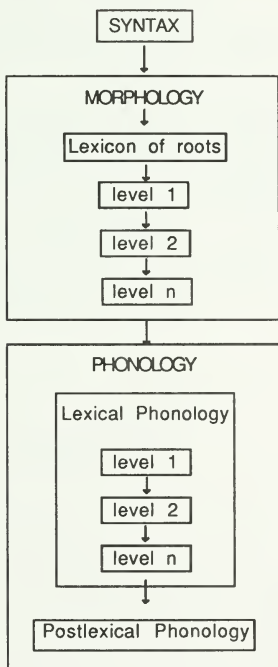 SYNTAX
MORPHOLOGY
Lexicon of roots
level 1
level 2
level n
PHONOLOGY
Lexical Phonology
level 1
level 2
level n
Postlexical Phonology